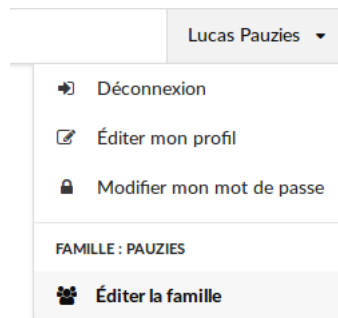 Lucas Pauzies
Déconnexion
Éditer mon profil
Modifier mon mot de passe
FAMILLE : PAUZIES
Éditer la famille